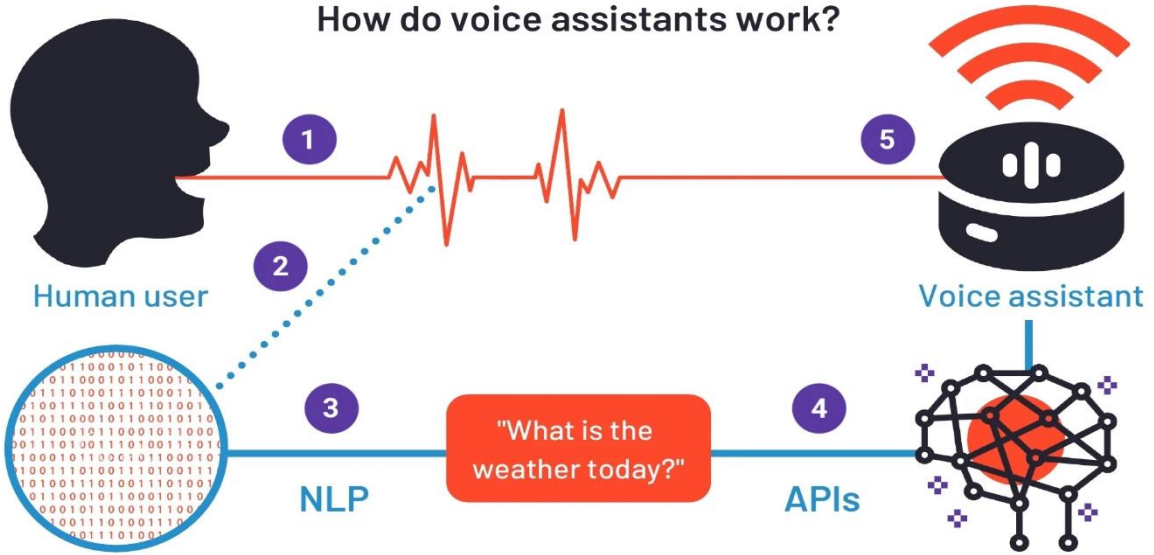 How do voice assistants work?
1
5
2
Human user
Voice assistant
3
4
"What is the
weather today?"
NLP
APIs